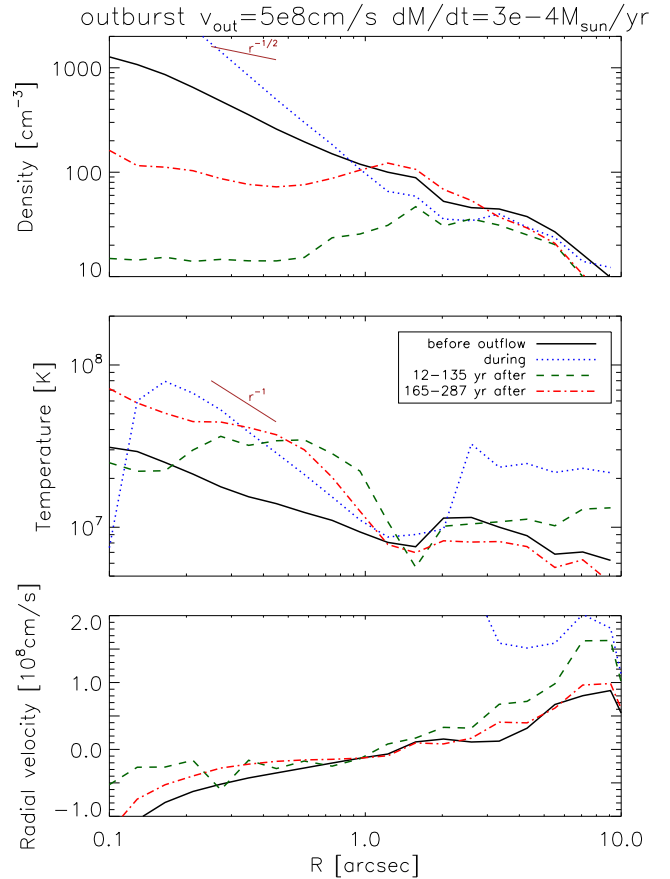 outburst v_out=5e8cm/s dM/dt=3e-4M_sun/yr
Density [cm^-3]
1000
100
10
r^-1/2
Temperature [K]
10^8
10^7
r^-1
before outflow
during
12-135 yr after
165-287 yr after
Radial velocity [10^8cm/s]
2.0
1.0
0.0
-1.0
0.1
1.0
10.0
R [arcsec]